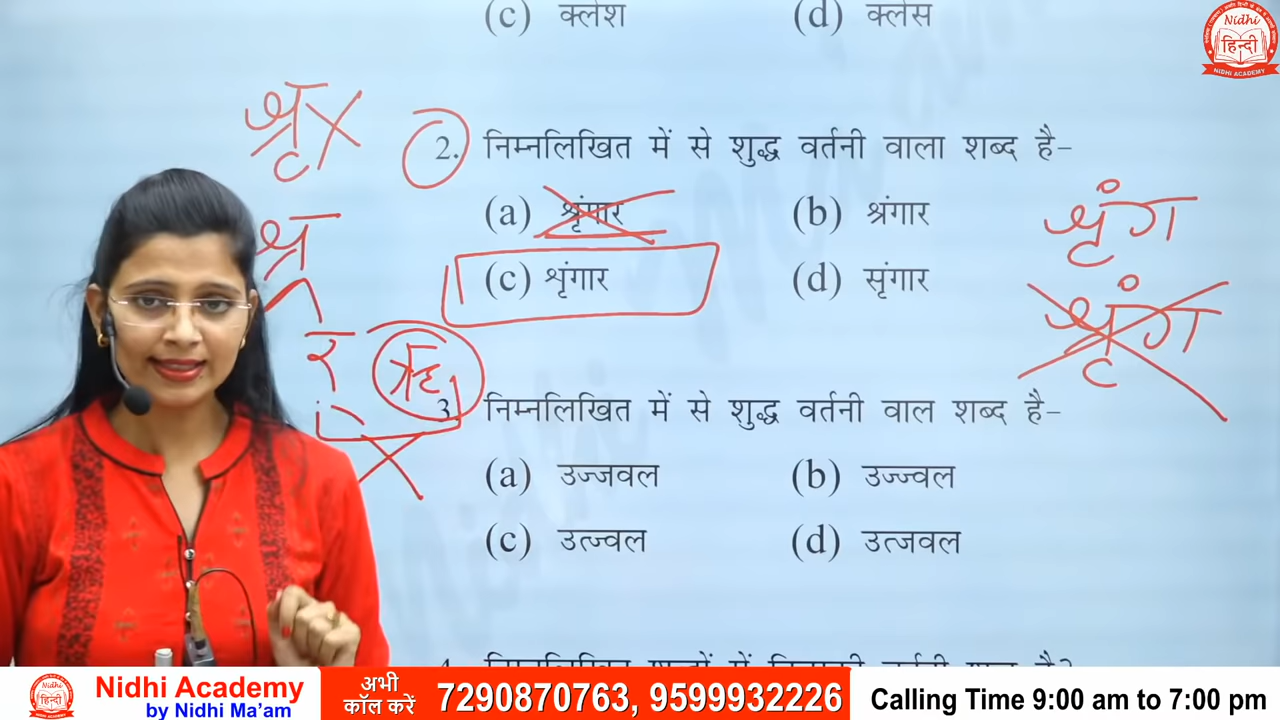 (c) क्लेश (d) क्लेस
Nidhi
हिन्दी
NIDHI ACADEMY
2. निम्नलिखित में से शुद्ध वर्तनी वाला शब्द है-
(a) श्रृंगार (b) श्रंगार
(c) शृंगार (d) सृंगार
श्रृ
श्र
र ऋ
शृंग
श्रृंग
3. निम्नलिखित में से शुद्ध वर्तनी वाल शब्द है-
(a) उज्जवल (b) उज्ज्वल
(c) उत्ज्वल (d) उत्जवल
Nidhi Academy
by Nidhi Ma'am
अभी
कॉल करें
7290870763, 9599932226
Calling Time 9:00 am to 7:00 pm